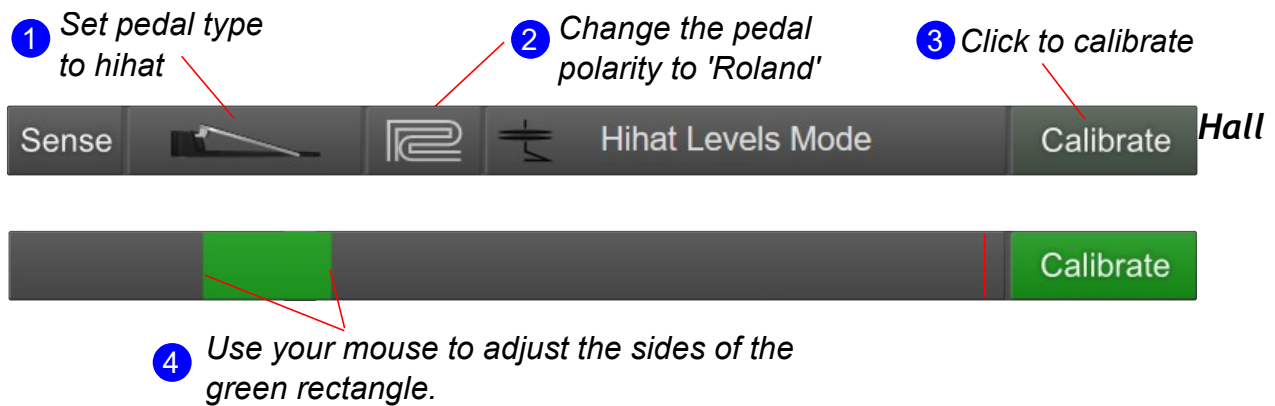 1 Set pedal type
to hihat
2 Change the pedal
polarity to 'Roland'
3 Click to calibrate
Sense
Hihat Levels Mode
Calibrate
Hall
Calibrate
4 Use your mouse to adjust the sides of the
green rectangle.